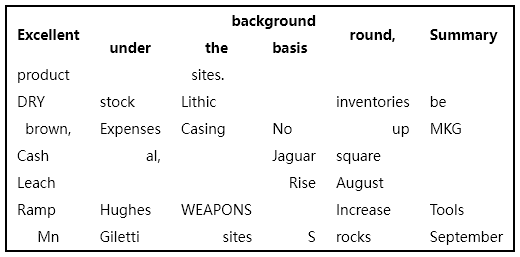 Excellent under the background basis round, Summary
product sites.
DRY stock Lithic inventories be
brown, Expenses Casing No up MKG
Cash al, Jaguar square
Leach Rise August
Ramp Hughes WEAPONS Increase Tools
Mn Giletti sites S rocks September